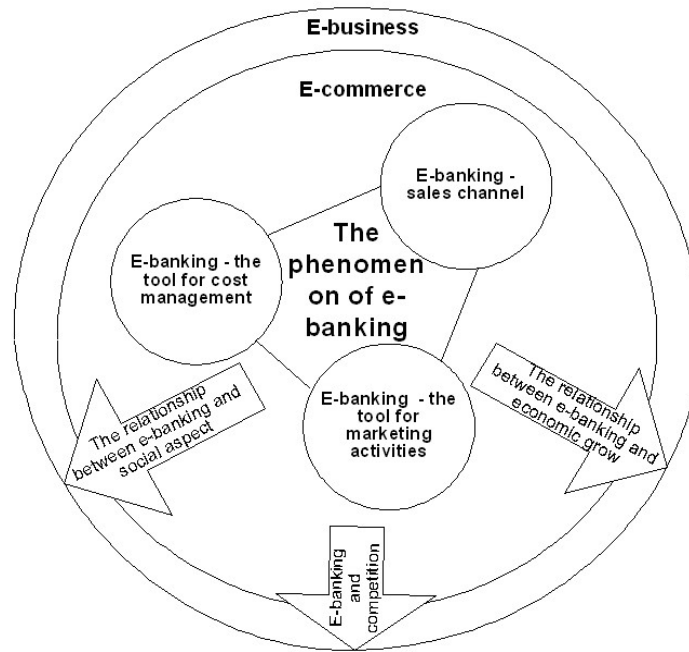 E-business
E-commerce
E-banking -
sales channel
The
phenomen
on of e-
banking
E-banking - the
tool for cost
management
E-banking - the
tool for
marketing
activities
The relationship
between e-banking and
social aspect
The relationship
between e-banking and
economic grow
E-banking
and
competition